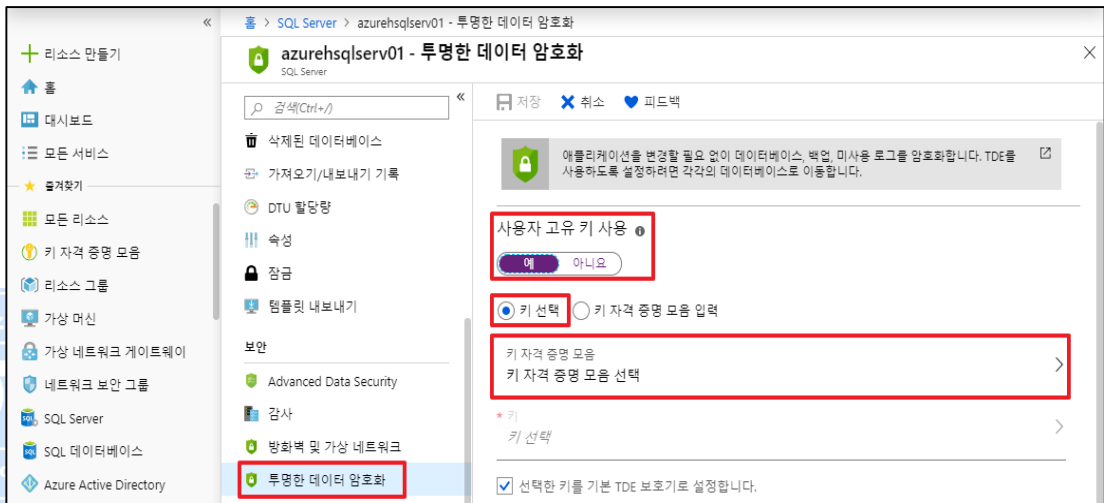 홈 > SQL Server > azurehsqlserv01 - 투명한 데이터 암호화
azurehsqlserv01 - 투명한 데이터 암호화
SQL Server
리소스 만들기
홈
대시보드
모든 서비스
즐겨찾기
모든 리소스
키 자격 증명 모음
리소스 그룹
가상 머신
가상 네트워크 게이트웨이
네트워크 보안 그룹
SQL Server
SQL 데이터베이스
Azure Active Directory
검색(Ctrl+/)
삭제된 데이터베이스
가져오기/내보내기 기록
DTU 할당량
속성
잠금
템플릿 내보내기
보안
Advanced Data Security
감사
방화벽 및 가상 네트워크
투명한 데이터 암호화
저장 취소 피드백
애플리케이션을 변경할 필요 없이 데이터베이스, 백업, 미사용 로그를 암호화합니다. TDE를
사용하도록 설정하려면 각각의 데이터베이스로 이동합니다.
사용자 고유 키 사용
예 아니요
키 선택 키 자격 증명 모음 입력
키 자격 증명 모음
키 자격 증명 모음 선택
* 키
키 선택
선택한 키를 기본 TDE 보호기로 설정합니다.